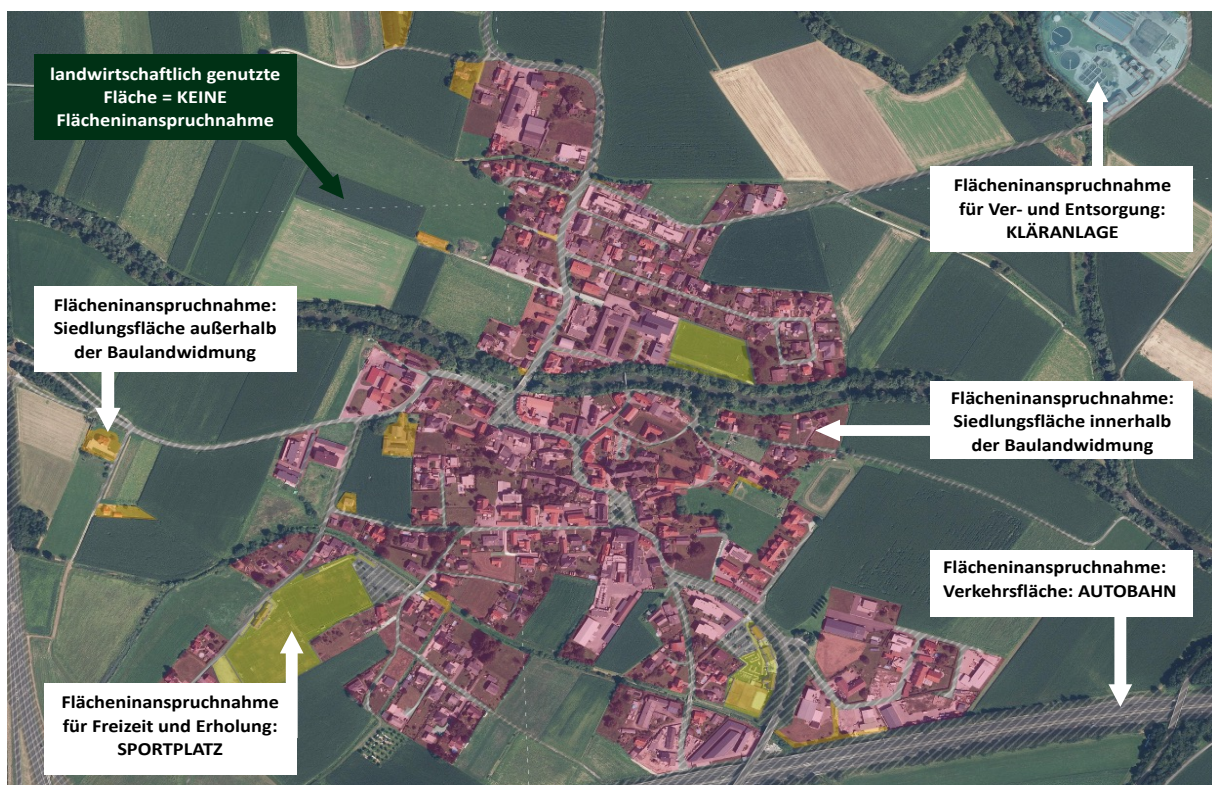 landwirtschaftlich genutzte
Fläche = KEINE
Flächeninanspruchnahme
Flächeninanspruchnahme
für Ver- und Entsorgung:
KLÄRANLAGE
Flächeninanspruchnahme:
Siedlungsfläche außerhalb
der Baulandwidmung
Flächeninanspruchnahme:
Siedlungsfläche innerhalb
der Baulandwidmung
Flächeninanspruchnahme:
Verkehrsfläche: AUTOBAHN
Flächeninanspruchnahme
für Freizeit und Erholung:
SPORTPLATZ